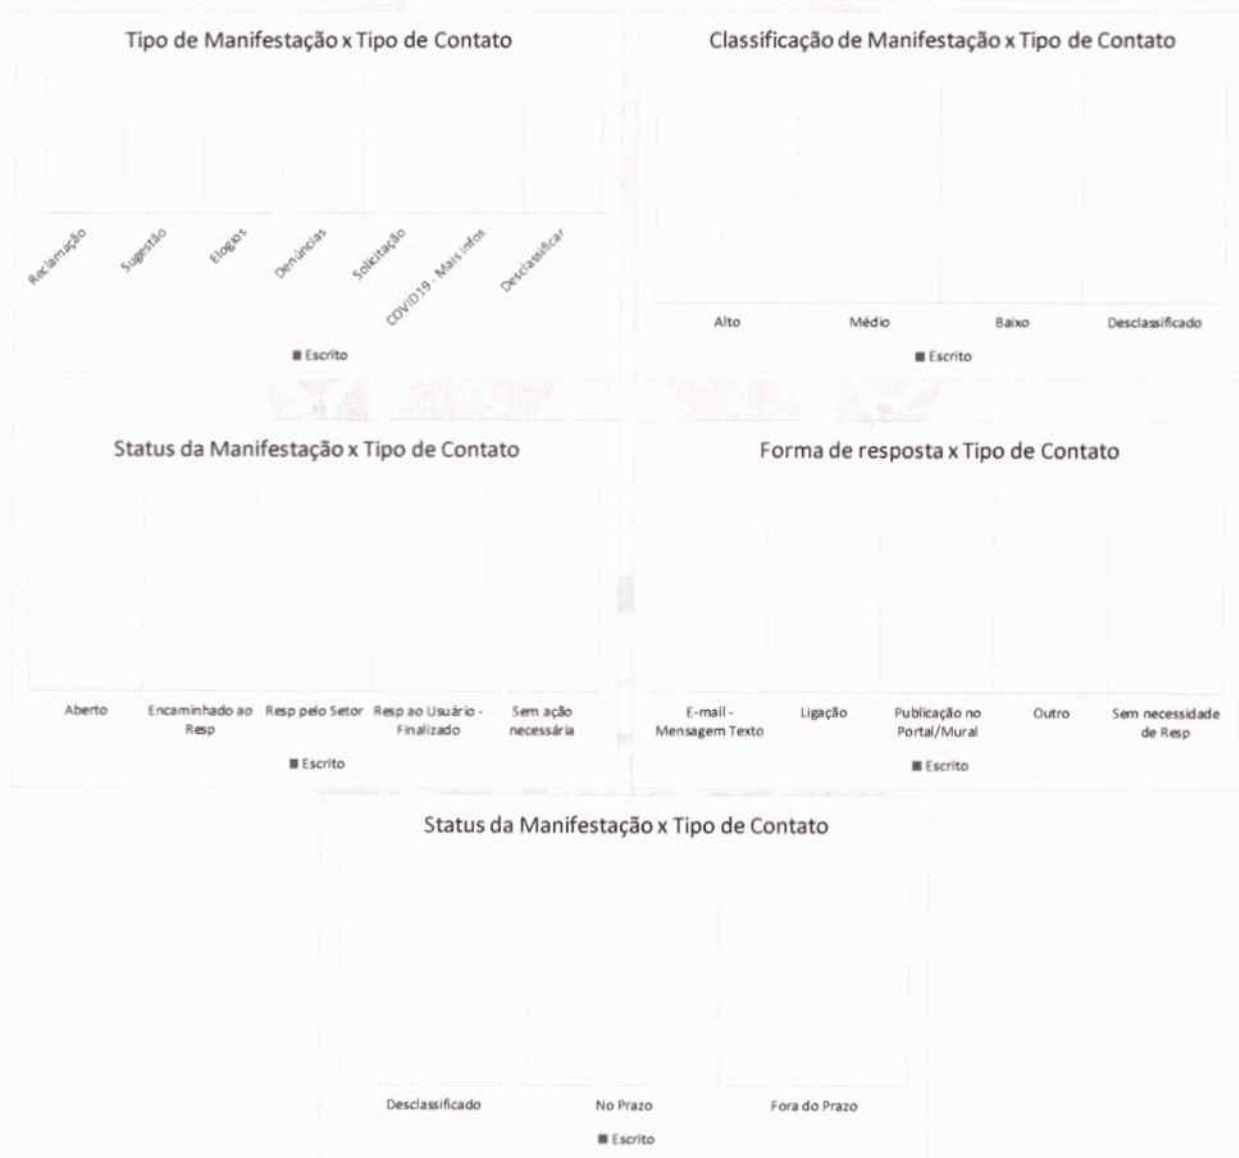 Tipo de Manifestação x Tipo de Contato
Reclamação
Sugestão
Elogios
Denúncias
Solicitação
COVID19 - Mais infos
Desclassificar
Escrito
Classificação de Manifestação x Tipo de Contato
Alto Médio Baixo Desclassificado
Escrito
Status da Manifestação x Tipo de Contato
Aberto
Encaminhado ao
Resp
Resp pelo Setor
Resp ao Usuário -
Finalizado
Sem ação
necessária
Escrito
Forma de resposta x Tipo de Contato
E-mail -
Mensagem Texto
Ligação
Publicação no
Portal/Mural
Outro
Sem necessidade
de Resp
Escrito
Status da Manifestação x Tipo de Contato
Desclassificado No Prazo Fora do Prazo
Escrito